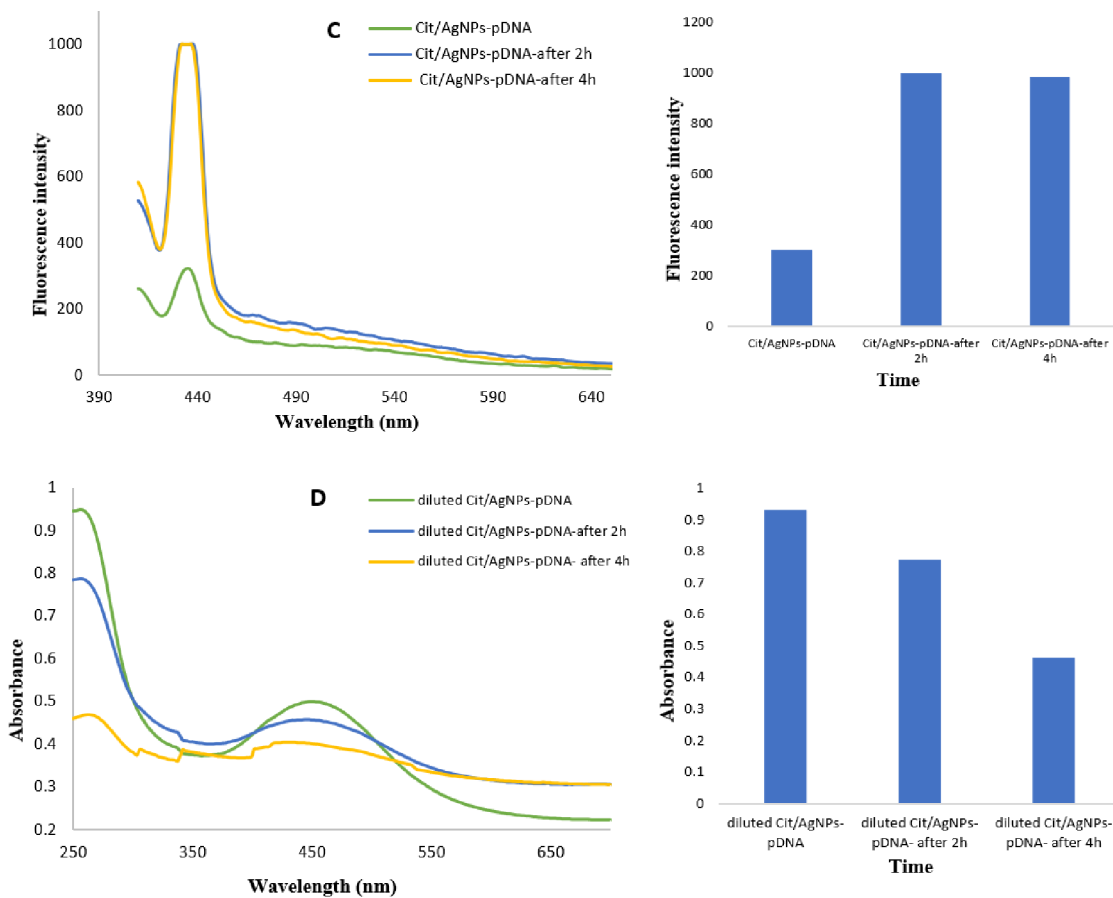 C
Cit/AgNPs-pDNA
Cit/AgNPs-pDNA-after 2h
Cit/AgNPs-pDNA-after 4h
Fluorescence intensity
1000
800
600
400
200
0
390
440
490
540
590
640
Wavelength (nm)
Fluorescence intensity
1200
1000
800
600
400
200
0
Cit/AgNPs-pDNA
Cit/AgNPs-pDNA-after
2h
Cit/AgNPs-pDNA-after
4h
Time
D
diluted Cit/AgNPs-pDNA
diluted Cit/AgNPs-pDNA-after 2h
diluted Cit/AgNPs-pDNA- after 4h
Absorbance
1
0.9
0.8
0.7
0.6
0.5
0.4
0.3
0.2
250
350
450
550
650
Wavelength (nm)
Absorbance
1
0.9
0.8
0.7
0.6
0.5
0.4
0.3
0.2
0.1
0
diluted Cit/AgNPs-
pDNA
diluted Cit/AgNPs-
pDNA- after 2h
diluted Cit/AgNPs-
pDNA- after 4h
Time